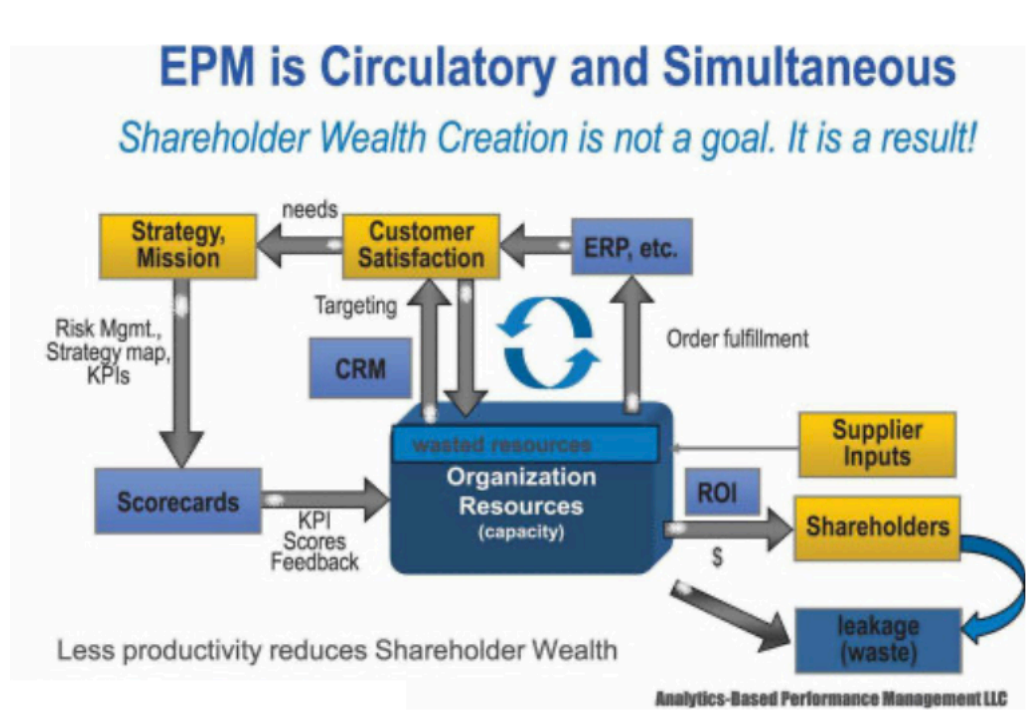 EPM is Circulatory and Simultaneous
Shareholder Wealth Creation is not a goal. It is a result!
needs
Strategy,
Mission
Customer
Satisfaction
ERP, etc.
Targeting
Risk Mgmt.,
Strategy map,
KPIs
CRM
Order fulfillment
wasted resources
Supplier
Inputs
Organization
Resources
(capacity)
Scorecards
ROI
KPI
Scores
Feedback
Shareholders
$
leakage
(waste)
Less productivity reduces Shareholder Wealth
Analytics-Based Performance Management LLC